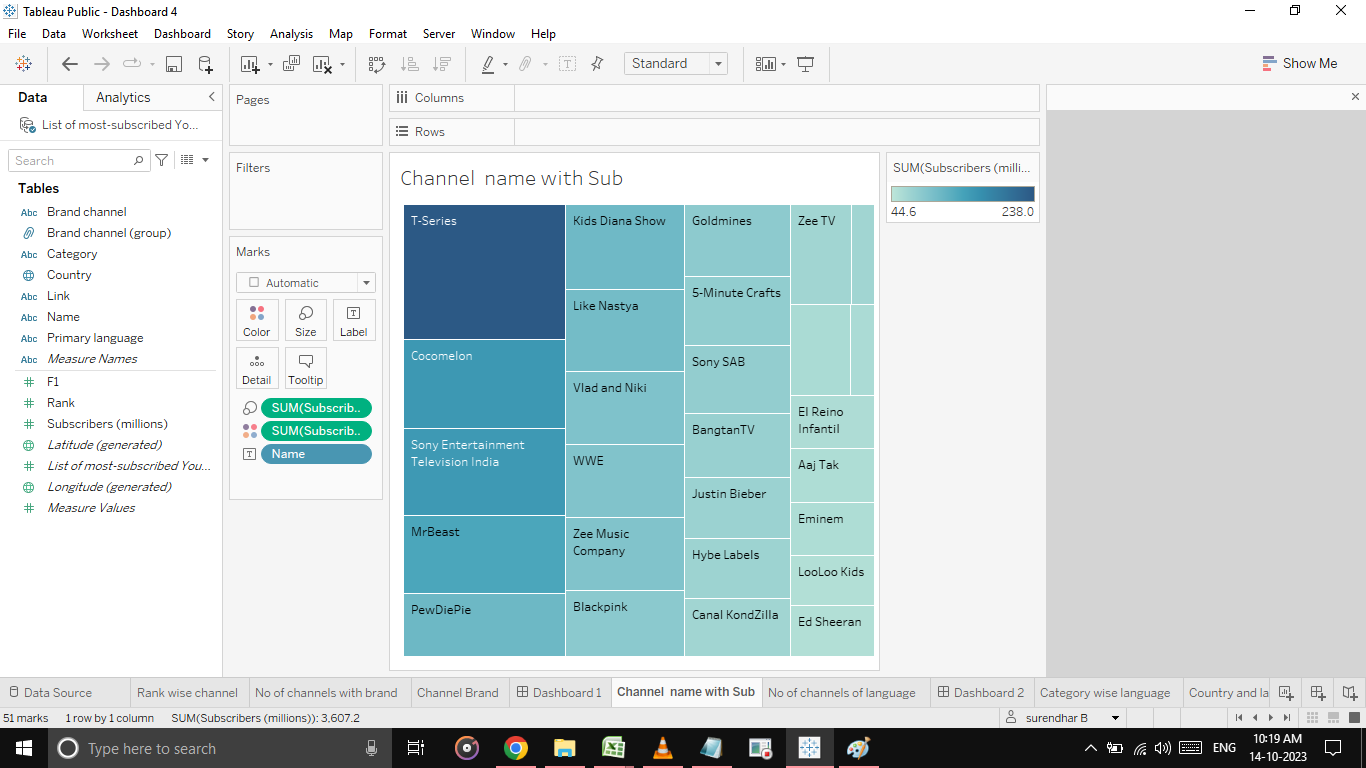 Tableau Public - Dashboard 4
File Data Worksheet Dashboard Story Analysis Map Format Server Window Help
Standard
Show Me
Data Analytics
List of most-subscribed Yo...
Search
Tables
Abc Brand channel
Brand channel (group)
Abc Category
Country
Abc Link
Abc Name
Abc Primary language
Abc Measure Names
# F1
# Rank
# Subscribers (millions)
Latitude (generated)
# List of most-subscribed You...
Longitude (generated)
# Measure Values
Pages
Filters
Marks
Automatic
Color Size Label
Detail Tooltip
SUM(Subscrib..
SUM(Subscrib..
Name
Columns
Rows
Channel  name with Sub
T-Series
Cocomelon
Sony Entertainment
Television India
MrBeast
PewDiePie
Kids Diana Show
Like Nastya
Vlad and Niki
WWE
Zee Music
Company
Blackpink
Goldmines
5-Minute Crafts
Sony SAB
BangtanTV
Justin Bieber
Hybe Labels
Canal KondZilla
Zee TV
El Reino
Infantil
Aaj Tak
Eminem
LooLoo Kids
Ed Sheeran
SUM(Subscribers (milli...
44.6 238.0
Data Source Rank wise channel No of channels with brand Channel Brand Dashboard 1 Channel  name with Sub No of channels of language Dashboard 2 Category wise language Country and la
51 marks 1 row by 1 column SUM(Subscribers (millions)): 3,607.2 surendhar B
Type here to search
ENG
10:19 AM
14-10-2023